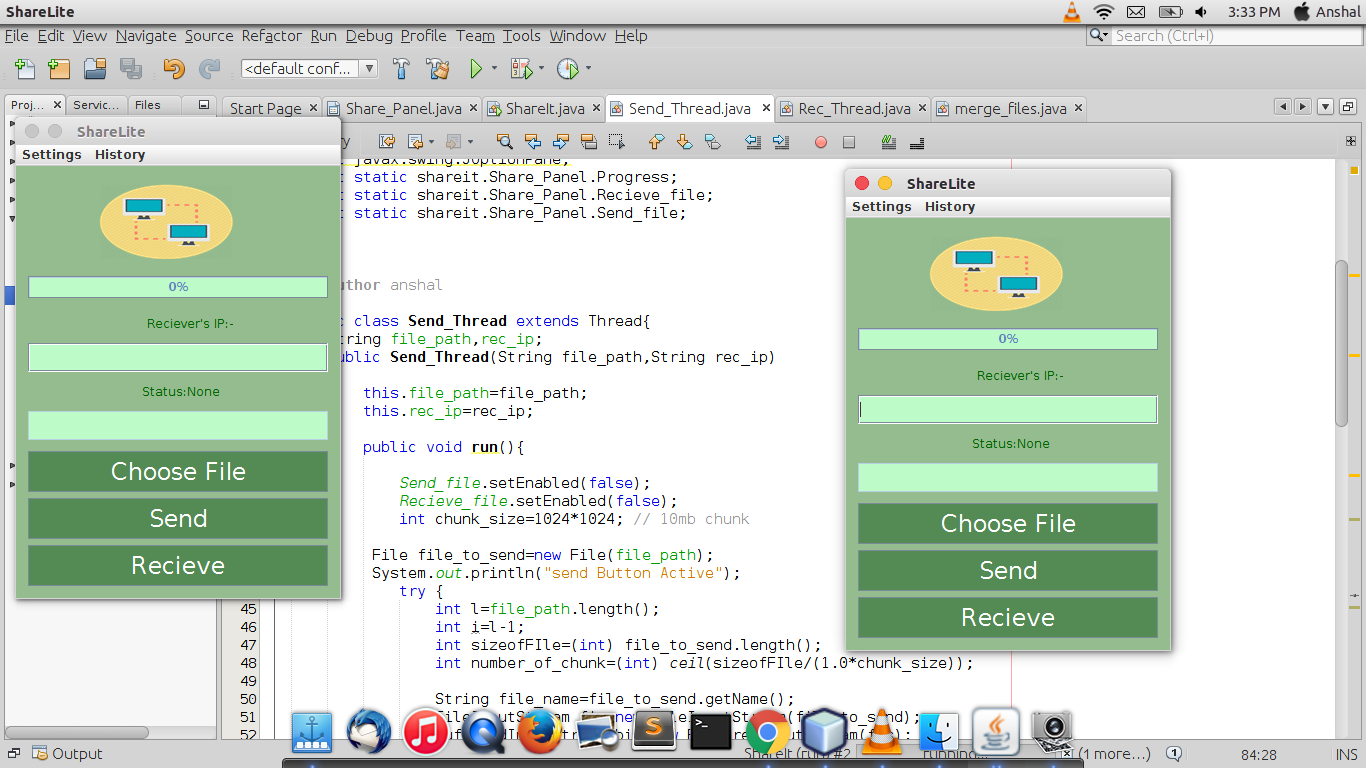 ShareLite
3:33 PM Anshal
File Edit View Navigate Source Refactor Run Debug Profile Team Tools Window Help
Search (Ctrl+I)
<default conf...
Proj... Servic... Files
Start Page Share_Panel.java ShareIt.java Send_Thread.java Rec_Thread.java merge_files.java
ShareLite
Settings History
0%
Reciever's IP:-
Status:None
Choose File
Send
Recieve
javax.swing.JOptionPane;
static shareit.Share_Panel.Progress;
static shareit.Share_Panel.Recieve_file;
static shareit.Share_Panel.Send_file;
author anshal
class Send_Thread extends Thread{
file_path,rec_ip;
Send_Thread(String file_path,String rec_ip)
this.file_path=file_path;
this.rec_ip=rec_ip;
public void run(){
Send_file.setEnabled(false);
Recieve_file.setEnabled(false);
int chunk_size=1024*1024; // 10mb chunk
File file_to_send=new File(file_path);
System.out.println("send Button Active");
try {
45 int l=file_path.length();
46 int i=l-1;
47 int sizeofFIle=(int) file_to_send.length();
48 int number_of_chunk=(int) ceil(sizeofFIle/(1.0*chunk_size));
49
50 String file_name=file_to_send.getName();
51
52
ShareLite
Settings History
0%
Reciever's IP:-
Status:None
Choose File
Send
Recieve
Output
ShareIt (run) #2 running... (1 more...) 1 84:28 INS